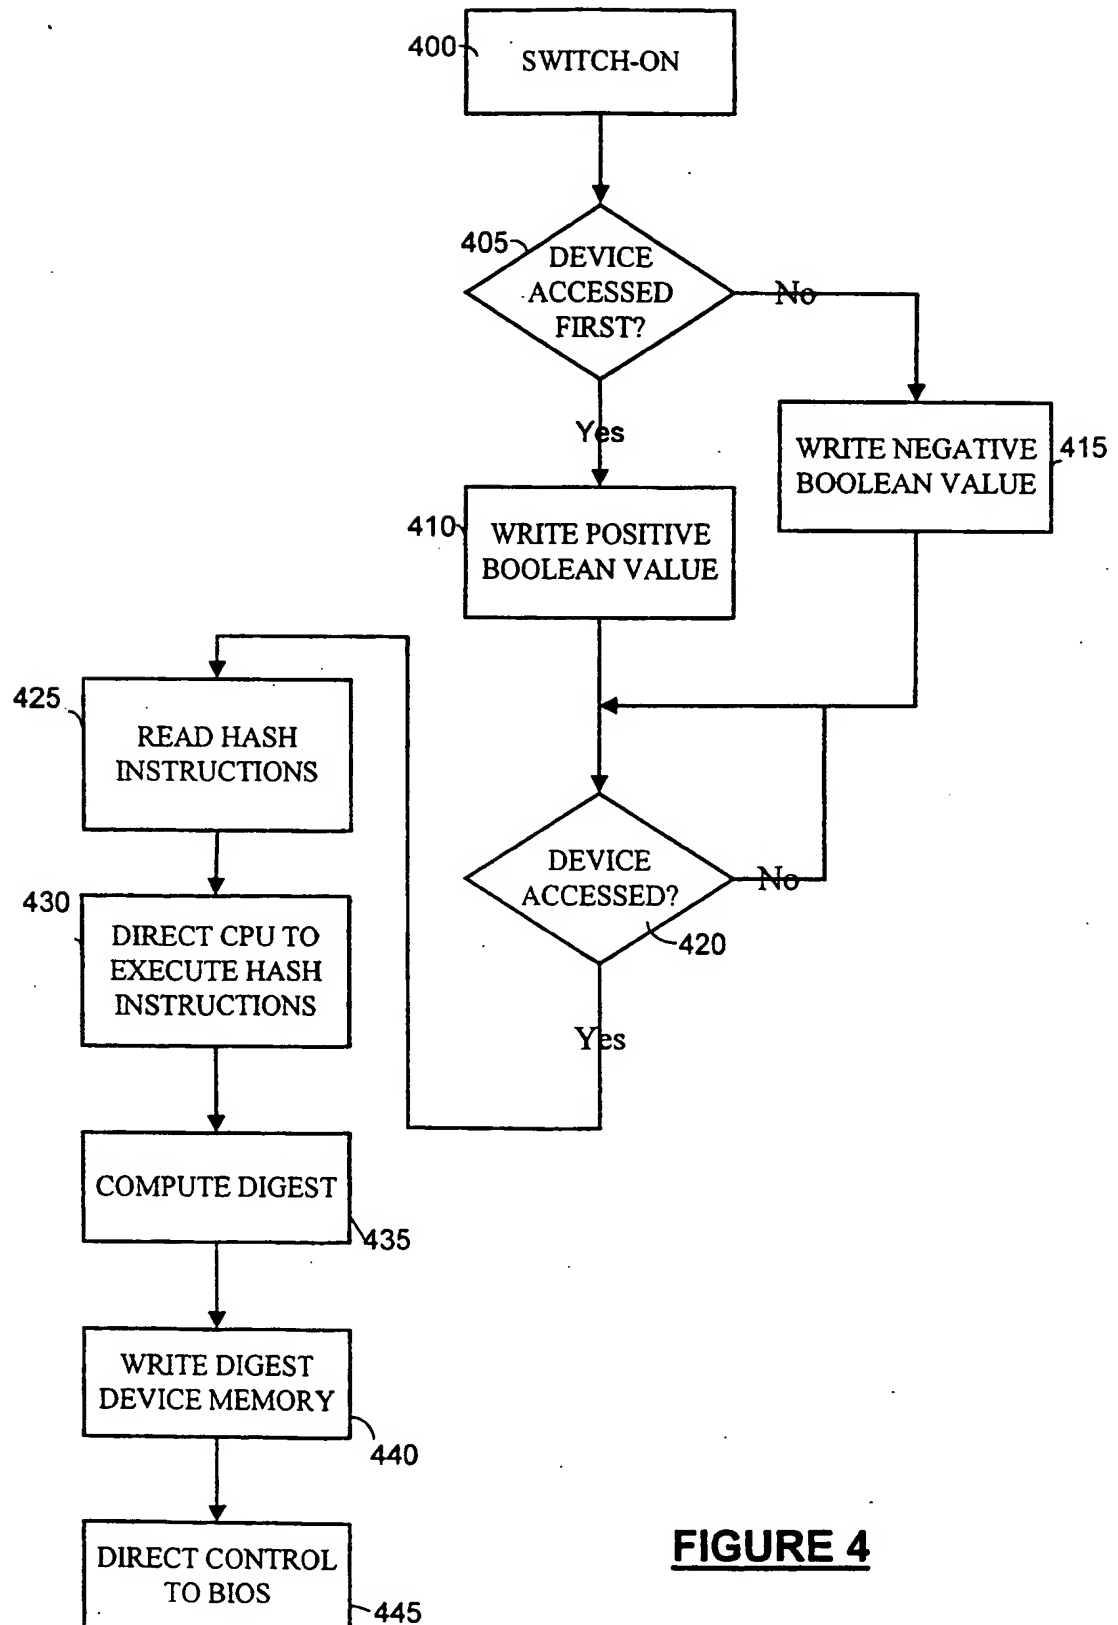 400
SWITCH-ON
405
DEVICE
ACCESSED
FIRST?
No
Yes
WRITE NEGATIVE
BOOLEAN VALUE
415
410
WRITE POSITIVE
BOOLEAN VALUE
425
READ HASH
INSTRUCTIONS
DEVICE
ACCESSED?
No
420
Yes
430
DIRECT CPU TO
EXECUTE HASH
INSTRUCTIONS
COMPUTE DIGEST
435
WRITE DIGEST
DEVICE MEMORY
440
DIRECT CONTROL
TO BIOS
445
FIGURE 4